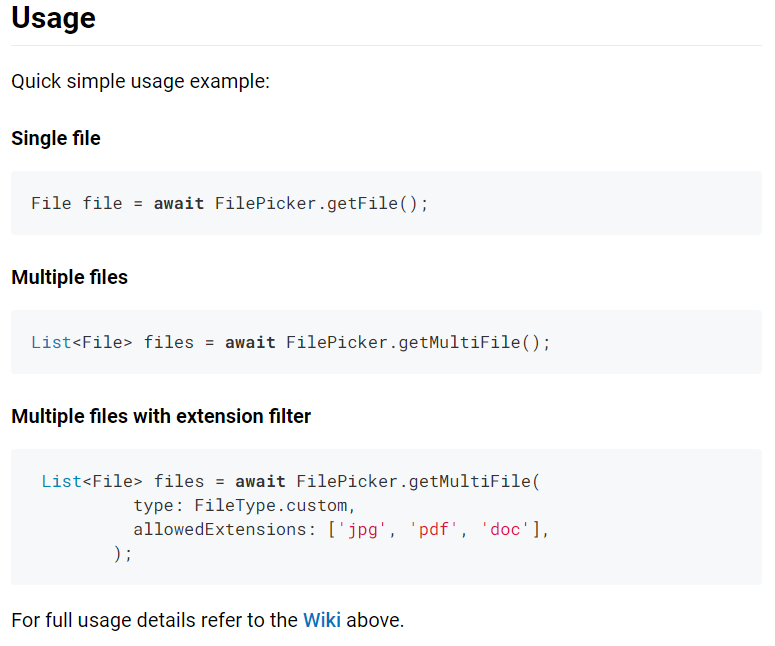 Usage
Quick simple usage example:
Single file
File file = await FilePicker.getFile();
Multiple files
List<File> files = await FilePicker.getMultiFile();
Multiple files with extension filter
List<File> files = await FilePicker.getMultiFile(
type: FileType.custom,
allowedExtensions: ['jpg', 'pdf', 'doc'],
);
For full usage details refer to the Wiki above.